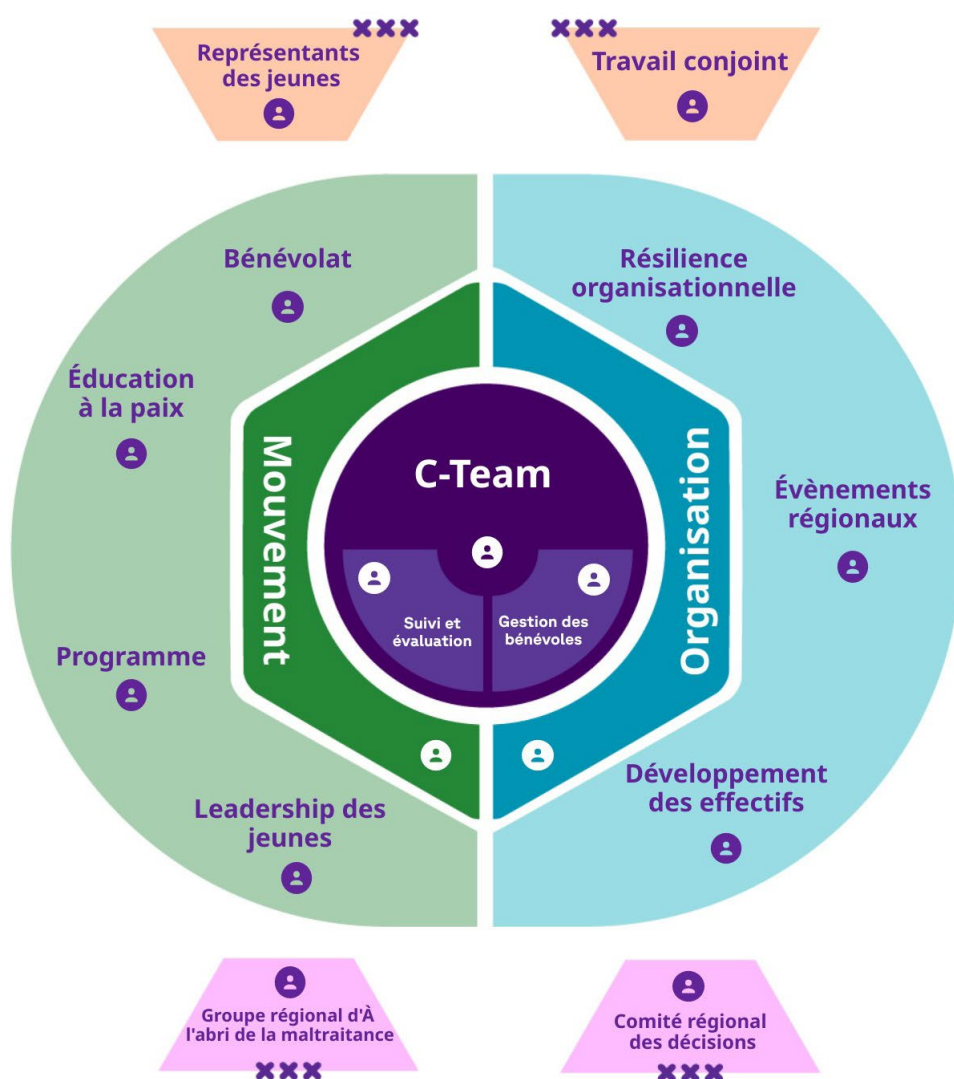 Représentants
des jeunes
Travail conjoint
Bénévolat
Résilience
organisationnelle
Éducation
à la paix
Mouvement
C-Team
Organisation
Évènements
régionaux
Suivi et
évaluation
Gestion des
bénévoles
Programme
Leadership des
jeunes
Développement
des effectifs
Groupe régional d'À
l'abri de la maltraitance
Comité régional
des décisions